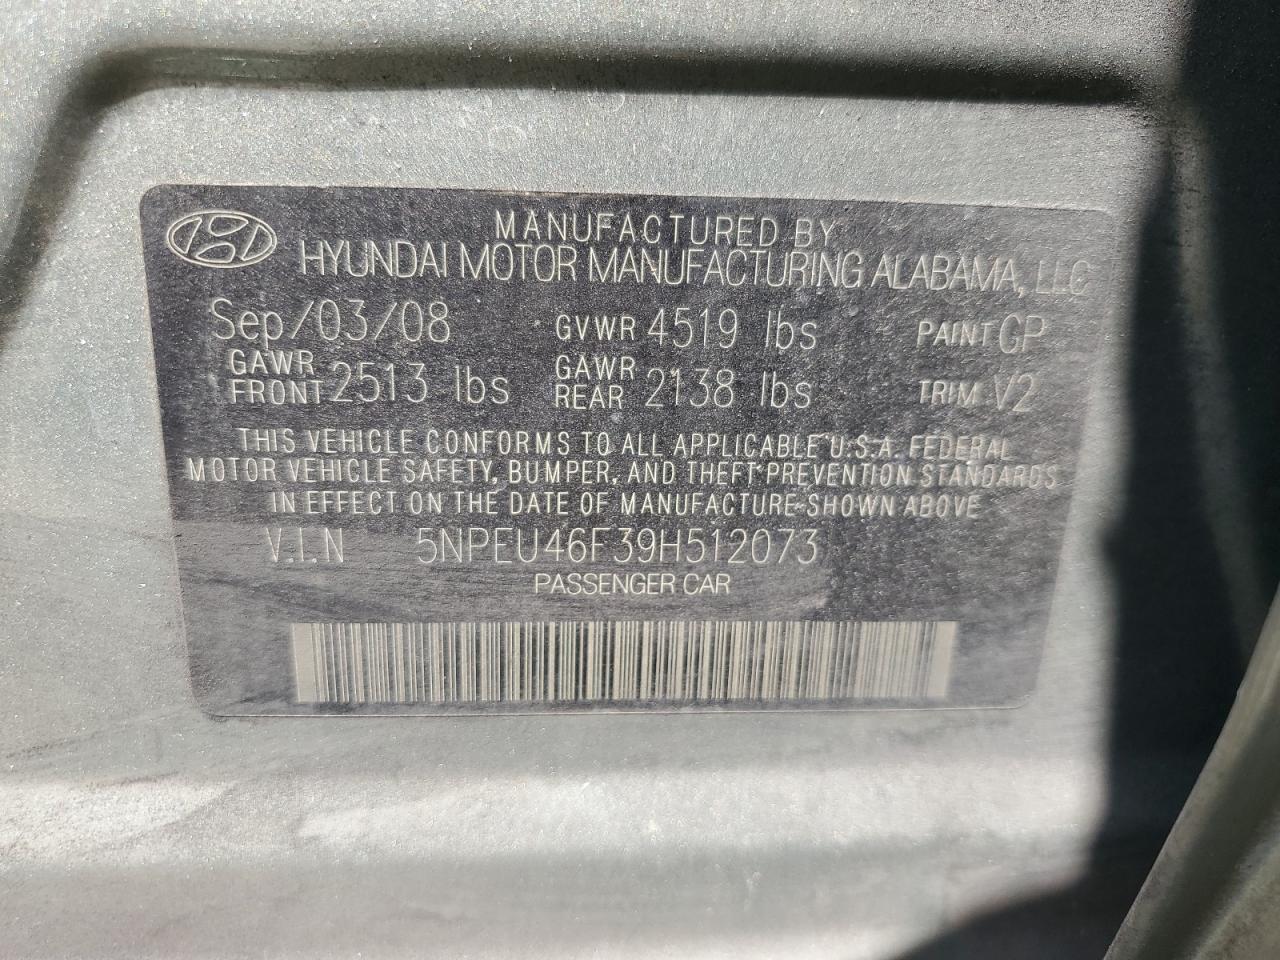 MANUFACTURED BY
HYUNDAI MOTOR MANUFACTURING ALABAMA, LLC
Sep/03/08 GVWR 4519 lbs PAINT GP
GAWR FRONT 2513 lbs GAWR REAR 2138 lbs TRIM V2
THIS VEHICLE CONFORMS TO ALL APPLICABLE U.S.A. FEDERAL
MOTOR VEHICLE SAFETY, BUMPER, AND THEFT PREVENTION STANDARDS
IN EFFECT ON THE DATE OF MANUFACTURE SHOWN ABOVE
V.I.N 5NPEU46F39H512073
PASSENGER CAR